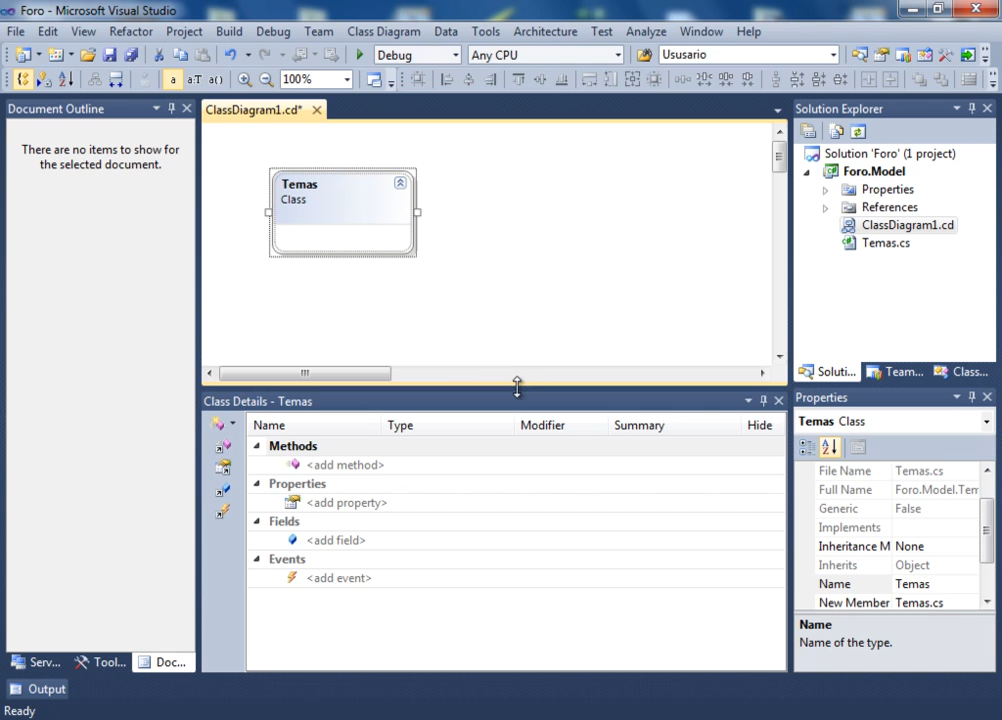 Foro - Microsoft Visual Studio
File Edit View Refactor Project Build Debug Team Class Diagram Data Tools Architecture Test Analyze Window Help
Debug Any CPU Ususario
a a:T a() 100%
Document Outline
There are no items to show for
the selected document.
ClassDiagram1.cd*
Temas
Class
Solution Explorer
Solution 'Foro' (1 project)
Foro.Model
Properties
References
ClassDiagram1.cd
Temas.cs
Soluti... Team... Class...
Class Details - Temas
Name Type Modifier Summary Hide
Methods
<add method>
Properties
<add property>
Fields
<add field>
Events
<add event>
Properties
Temas Class
File Name Temas.cs
Full Name Foro.Model.Tem
Generic False
Implements
Inheritance M None
Inherits Object
Name Temas
New Member Temas.cs
Name
Name of the type.
Serv... Tool... Doc...
Output
Ready